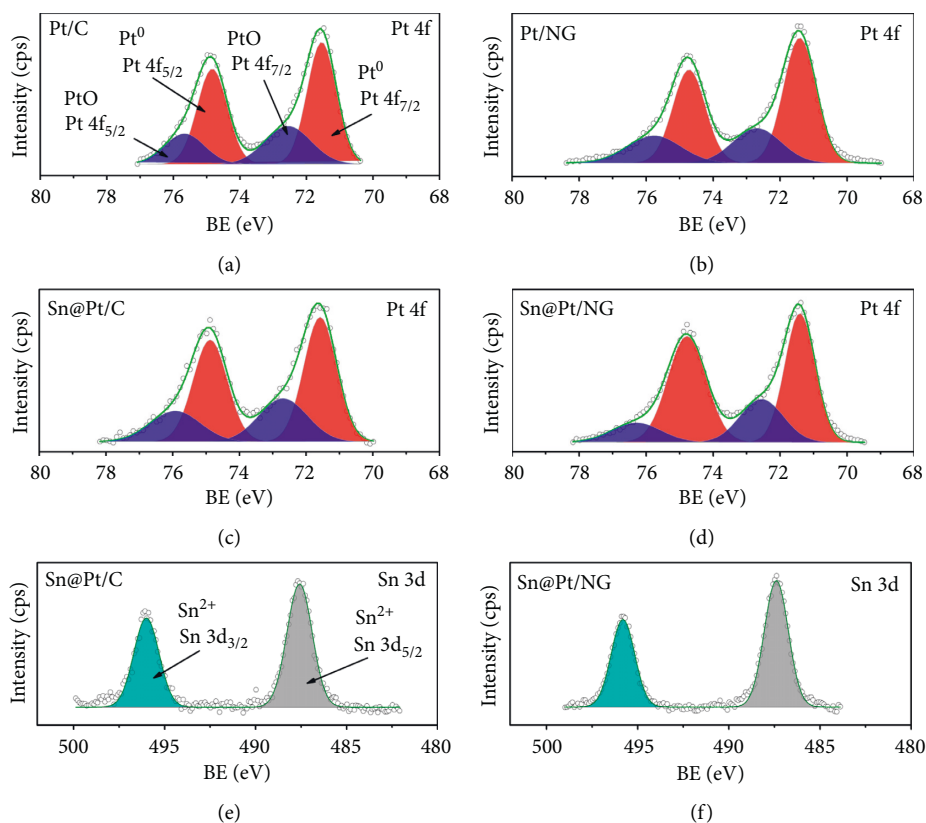 Pt/C
Pt 4f
Pt⁰
Pt 4f₅/₂
PtO
Pt 4f₇/₂
Pt⁰
Pt 4f₇/₂
PtO
Pt 4f₅/₂
Intensity (cps)
80 78 76 74 72 70 68
BE (eV)
(a)
Pt/NG
Pt 4f
Intensity (cps)
80 78 76 74 72 70 68
BE (eV)
(b)
Sn@Pt/C
Pt 4f
Intensity (cps)
80 78 76 74 72 70 68
BE (eV)
(c)
Sn@Pt/NG
Pt 4f
Intensity (cps)
80 78 76 74 72 70 68
BE (eV)
(d)
Sn@Pt/C
Sn 3d
Sn²⁺
Sn 3d₃/₂
Sn²⁺
Sn 3d₅/₂
Intensity (cps)
500 495 490 485 480
BE (eV)
(e)
Sn@Pt/NG
Sn 3d
Intensity (cps)
500 495 490 485 480
BE (eV)
(f)